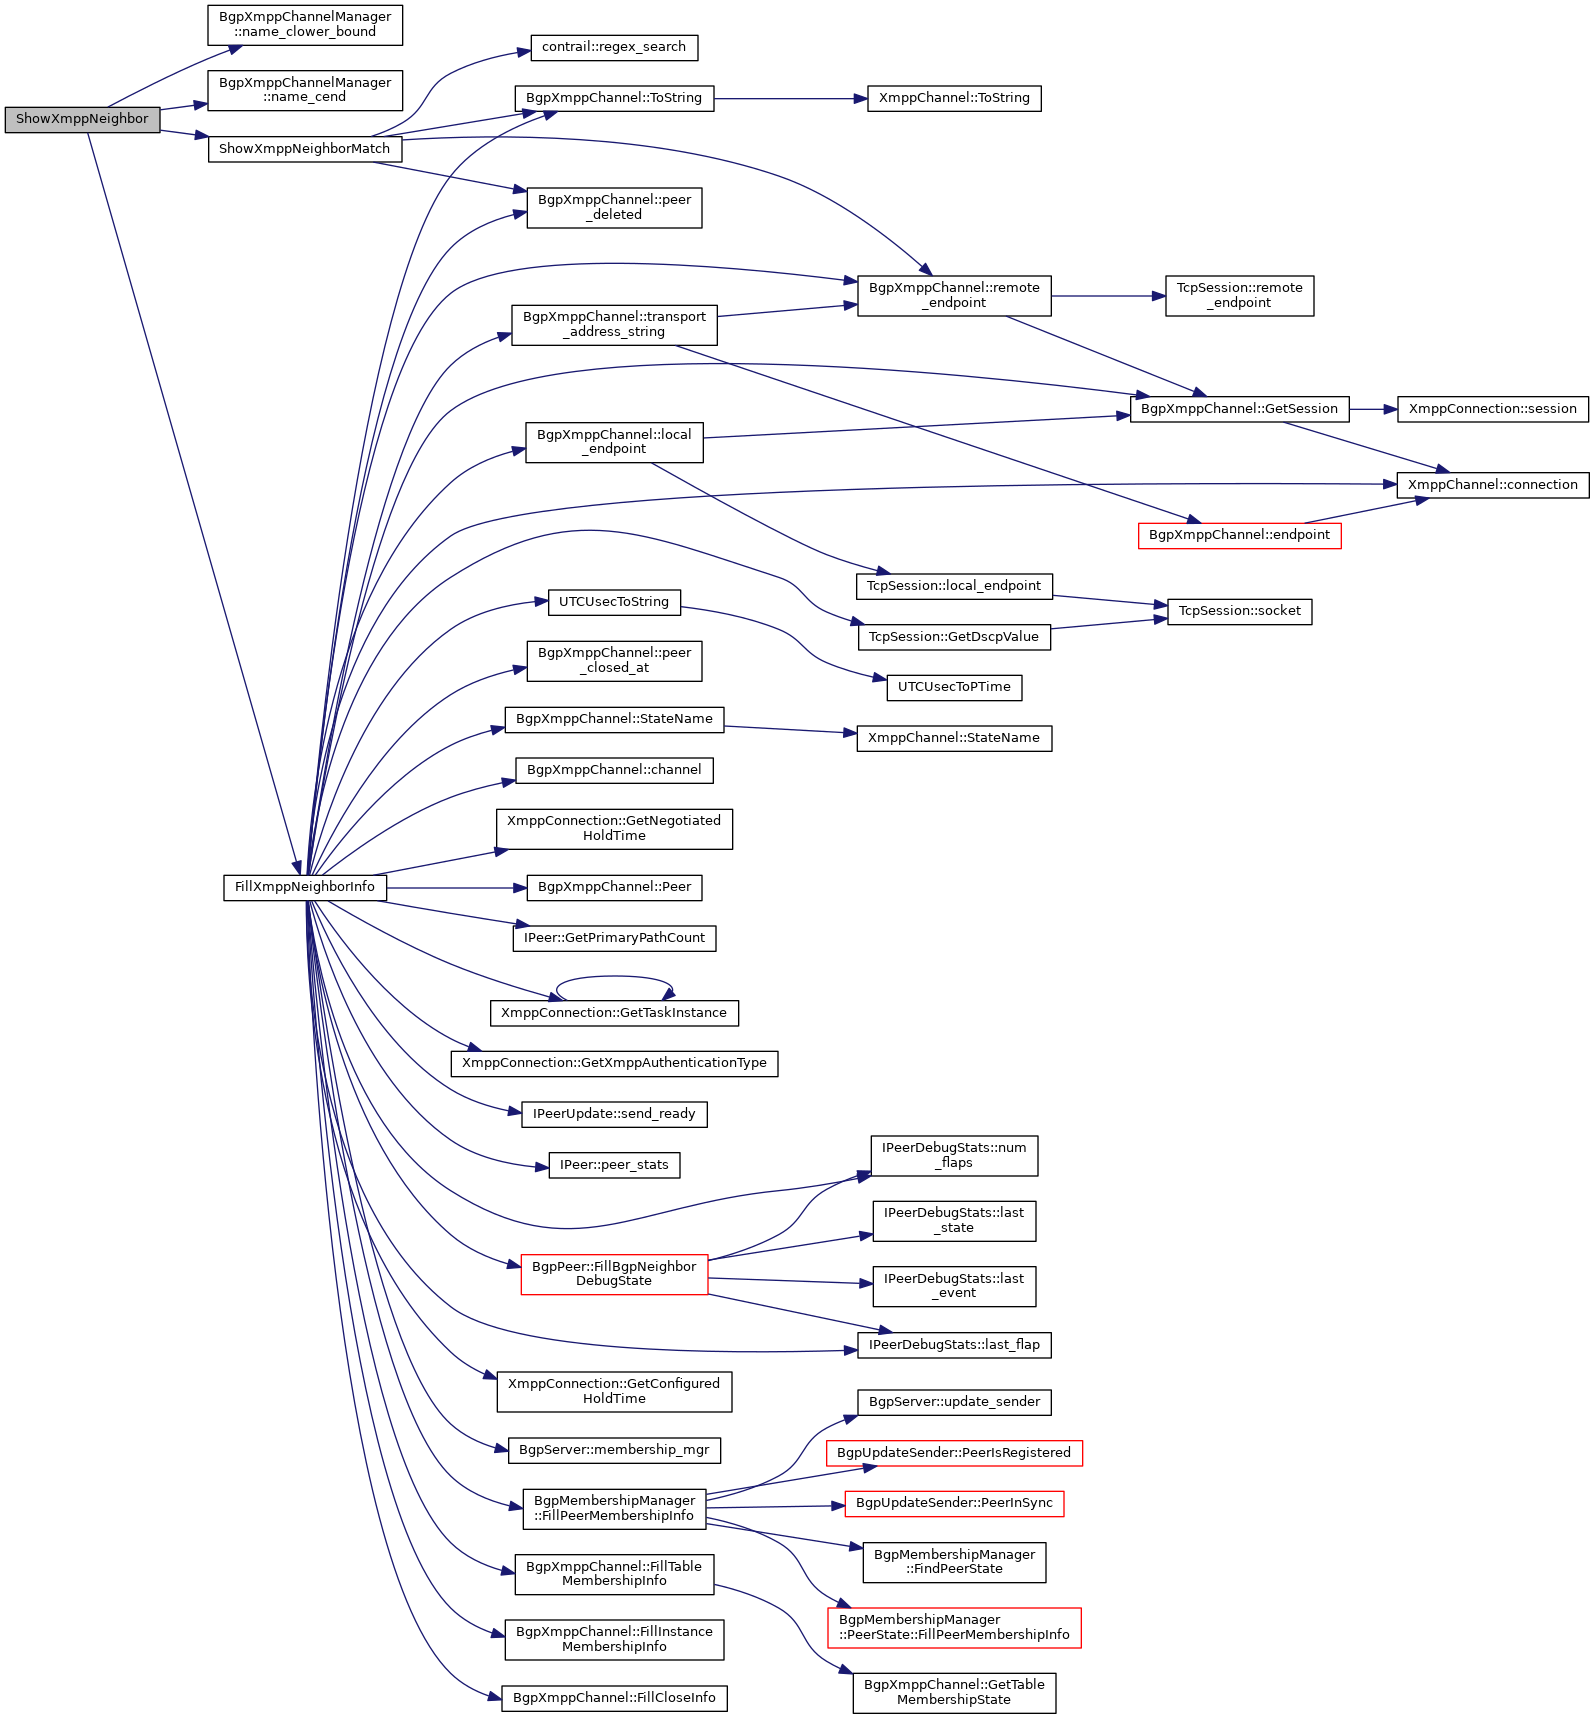 BgpXmppChannelManager
::name_clower_bound
BgpXmppChannelManager
::name_cend
ShowXmppNeighbor
ShowXmppNeighborMatch
contrail::regex_search
BgpXmppChannel::ToString
XmppChannel::ToString
BgpXmppChannel::peer
_deleted
BgpXmppChannel::remote
_endpoint
TcpSession::remote
_endpoint
BgpXmppChannel::transport
_address_string
BgpXmppChannel::GetSession
XmppConnection::session
BgpXmppChannel::local
_endpoint
XmppChannel::connection
BgpXmppChannel::endpoint
TcpSession::local_endpoint
UTCUsecToString
TcpSession::socket
TcpSession::GetDscpValue
BgpXmppChannel::peer
_closed_at
UTCUsecToPTime
BgpXmppChannel::StateName
XmppChannel::StateName
BgpXmppChannel::channel
XmppConnection::GetNegotiated
HoldTime
FillXmppNeighborInfo
BgpXmppChannel::Peer
IPeer::GetPrimaryPathCount
XmppConnection::GetTaskInstance
XmppConnection::GetXmppAuthenticationType
IPeerUpdate::send_ready
IPeer::peer_stats
IPeerDebugStats::num
_flaps
IPeerDebugStats::last
_state
BgpPeer::FillBgpNeighbor
DebugState
IPeerDebugStats::last
_event
IPeerDebugStats::last_flap
XmppConnection::GetConfigured
HoldTime
BgpServer::update_sender
BgpServer::membership_mgr
BgpUpdateSender::PeerIsRegistered
BgpMembershipManager
::FillPeerMembershipInfo
BgpUpdateSender::PeerInSync
BgpMembershipManager
::FindPeerState
BgpXmppChannel::FillTable
MembershipInfo
BgpMembershipManager
::PeerState::FillPeerMembershipInfo
BgpXmppChannel::FillInstance
MembershipInfo
BgpXmppChannel::GetTable
MembershipState
BgpXmppChannel::FillCloseInfo